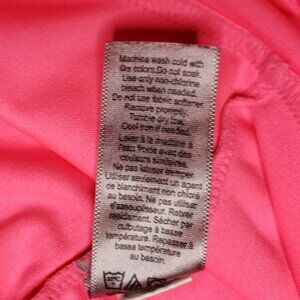 Machine wash cold with
like colors.Do not soak.
Use only non-chlorine
bleach when needed.
Do not use fabric softener.
Remove promptly.
Tumble dry low.
Cool iron if needed.
Laver à la machine à
l'eau froide avec des
couleurs similaires.
Ne pas laisser tremper.
Utiliser seulement un agent
de blanchiment non chloré
au besoin. Ne pas utiliser
d'assouplisseur. Retirer
rapidement. Sécher par
culbutage à basse
température. Repasser à
basse température
au besoin.